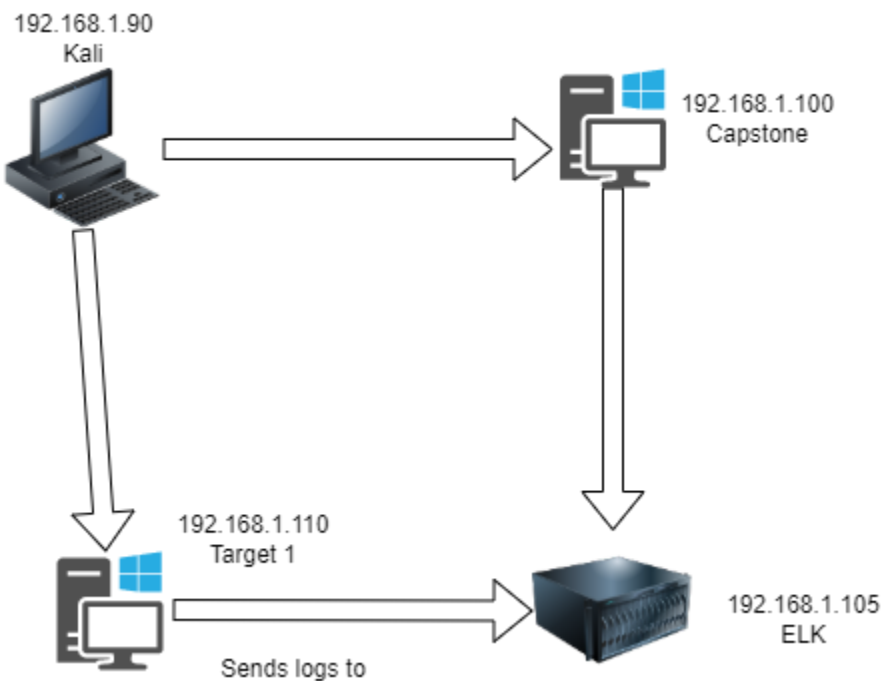 192.168.1.90
Kali
192.168.1.100
Capstone
192.168.1.110
Target 1
192.168.1.105
ELK
Sends logs to